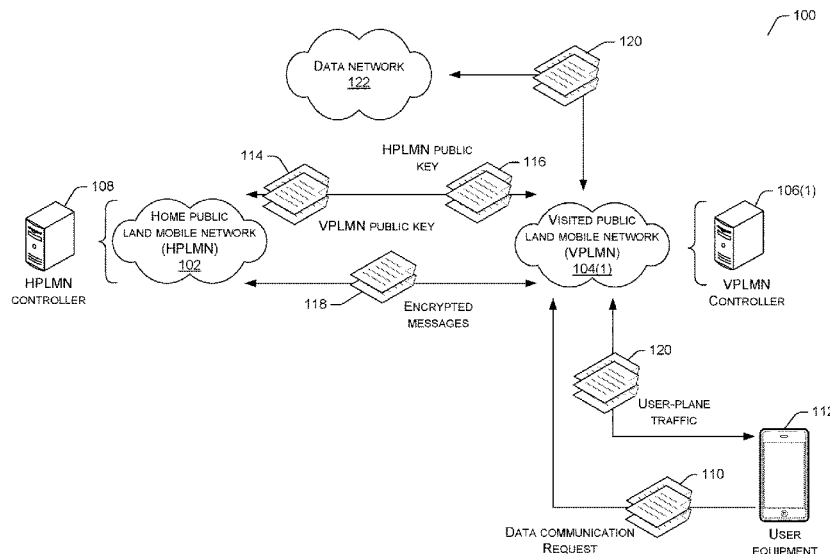 100
120
DATA NETWORK
122
114
HPLMN PUBLIC
KEY
116
108
106(1)
HOME PUBLIC
LAND MOBILE NETWORK
(HPLMN)
102
VPLMN PUBLIC KEY
VISITED PUBLIC
LAND MOBILE NETWORK
(VPLMN)
104(1)
HPLMN
CONTROLLER
118
ENCRYPTED
MESSAGES
VPLMN
CONTROLLER
120
USER-PLANE
TRAFFIC
112
110
DATA COMMUNICATION
REQUEST
USER
EQUIPMENT